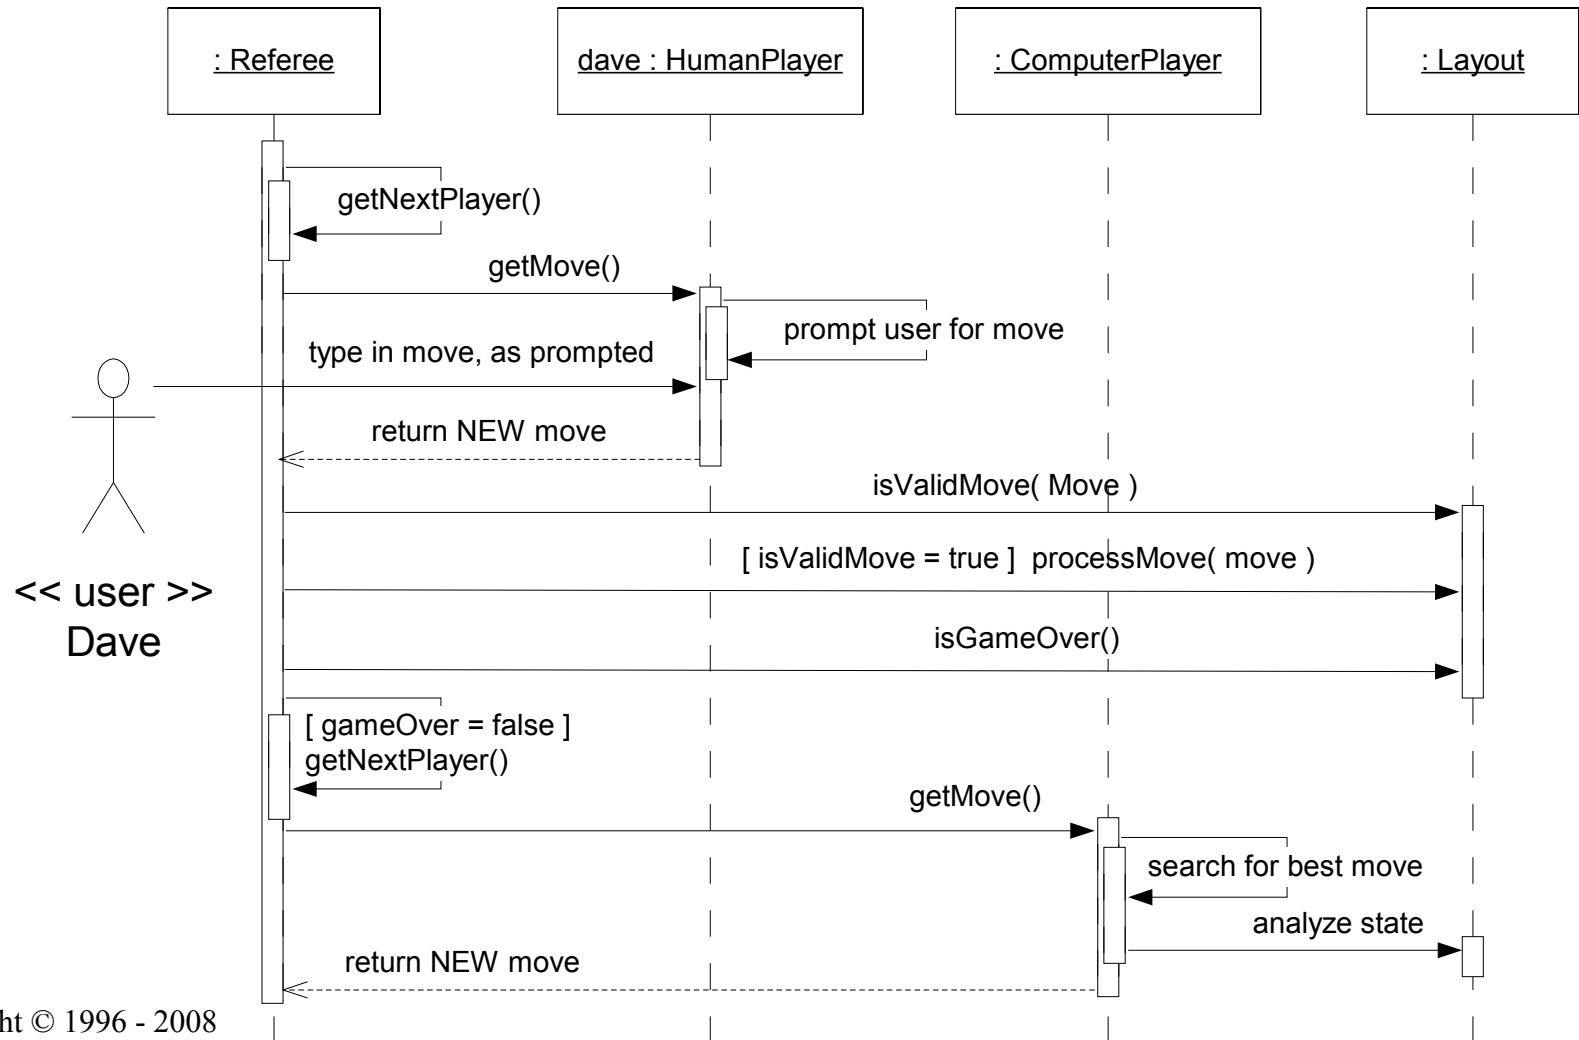 : Referee
dave : HumanPlayer
: ComputerPlayer
: Layout
getNextPlayer()
getMove()
prompt user for move
type in move, as prompted
return NEW move
isValidMove( Move )
[ isValidMove = true ]  processMove( move )
<< user >>
Dave
isGameOver()
[ gameOver = false ]
getNextPlayer()
getMove()
search for best move
analyze state
return NEW move
ht © 1996 - 2008